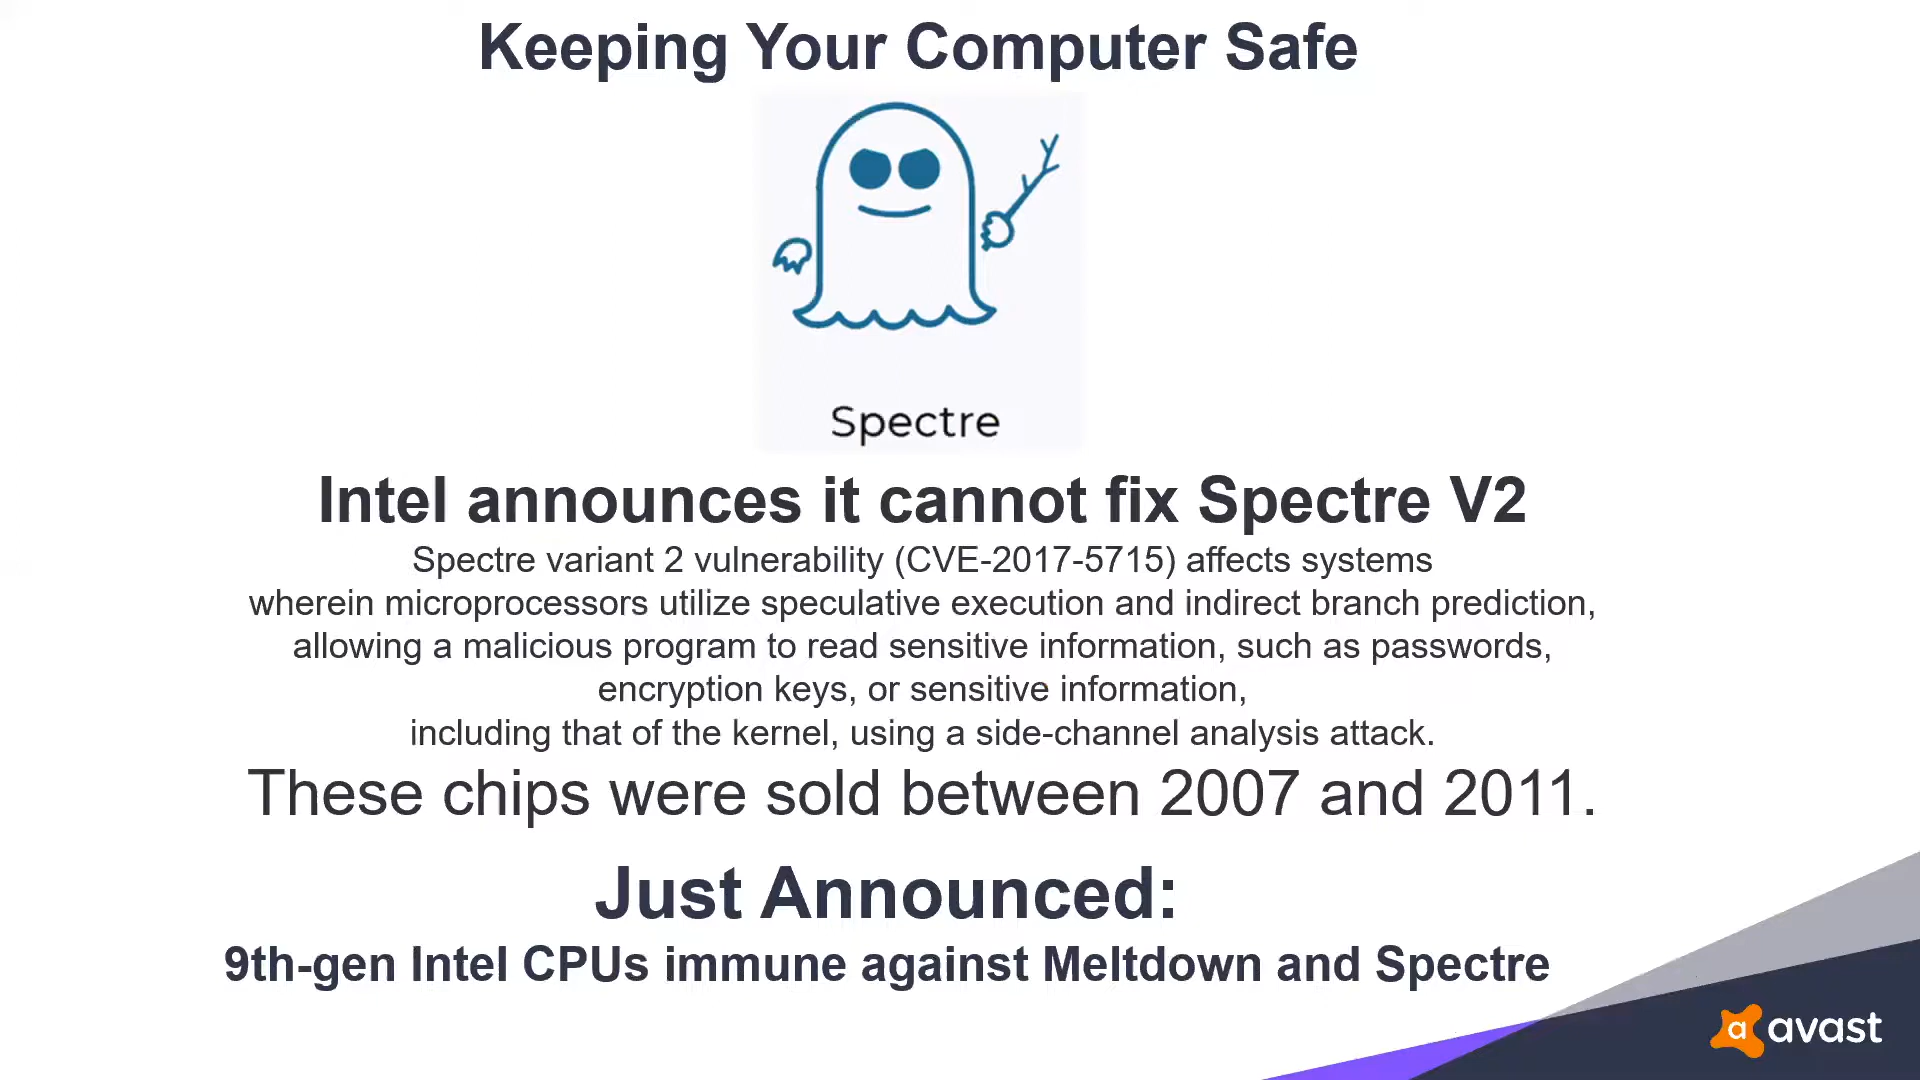 Keeping Your Computer Safe
Spectre
Intel announces it cannot fix Spectre V2
Spectre variant 2 vulnerability (CVE-2017-5715) affects systems
wherein microprocessors utilize speculative execution and indirect branch prediction,
allowing a malicious program to read sensitive information, such as passwords,
encryption keys, or sensitive information,
including that of the kernel, using a side-channel analysis attack.
These chips were sold between 2007 and 2011.
Just Announced:
9th-gen Intel CPUs immune against Meltdown and Spectre
a avast